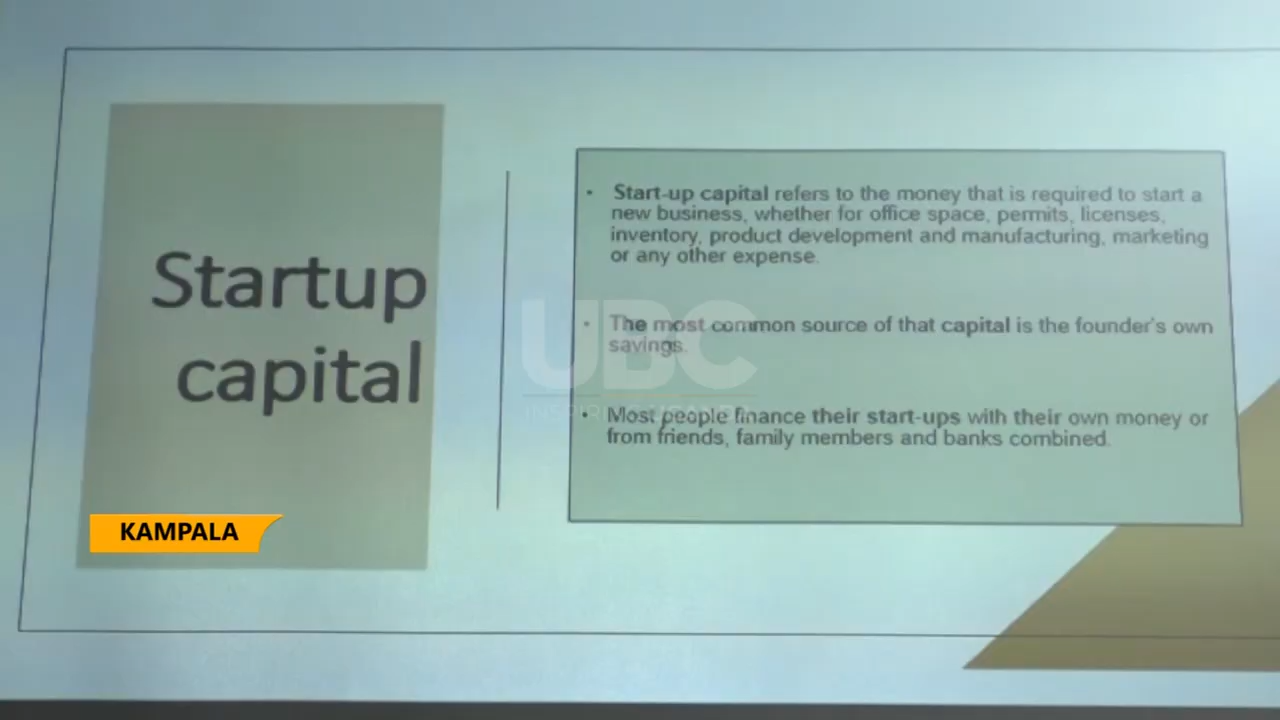 Startup
capital
• Start-up capital refers to the money that is required to start a
new business, whether for office space, permits, licenses,
inventory, product development and manufacturing, marketing
or any other expense.
• The most common source of that capital is the founder's own
savings.
• Most people finance their start-ups with their own money or
from friends, family members and banks combined.
UBC
KAMPALA